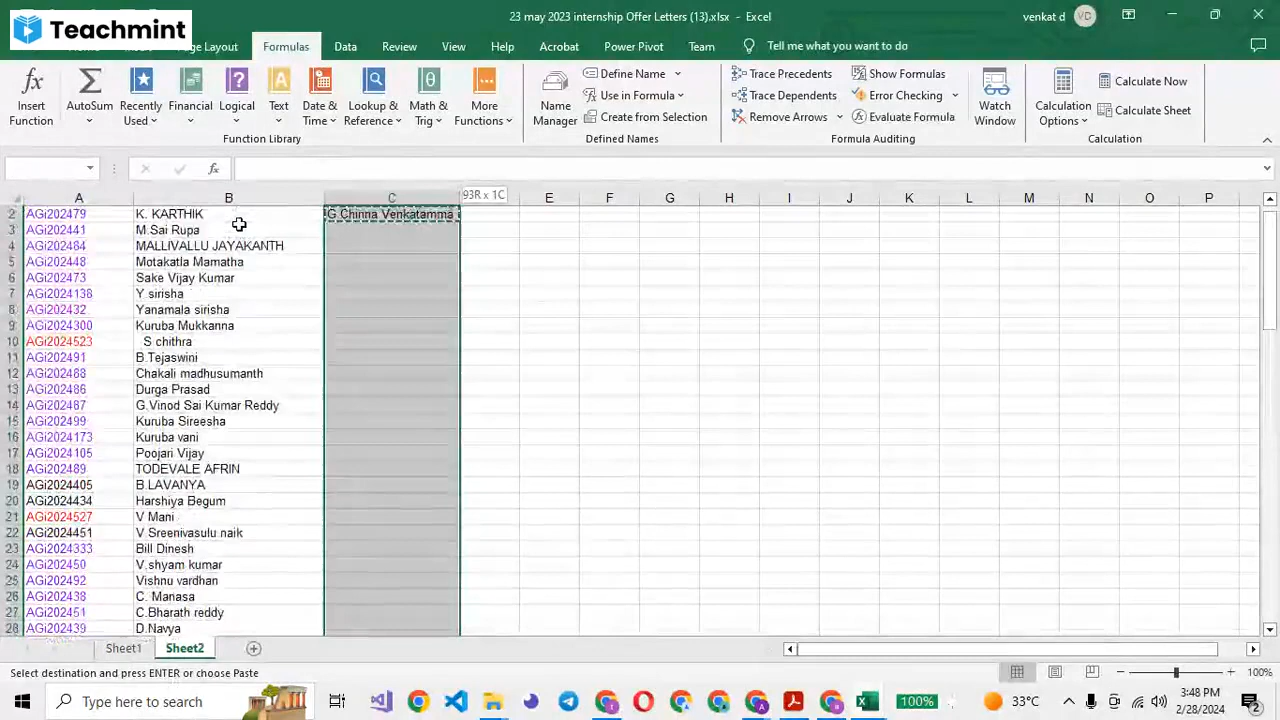 Teachmint
23 may 2023 internship Offer Letters (13).xlsx - Excel
venkat d
VD
Page Layout
Formulas
Data
Review
View
Help
Acrobat
Power Pivot
Team
Tell me what you want to do
Insert Function
AutoSum
Recently Used
Financial
Logical
Text
Date & Time
Lookup & Reference
Math & Trig
More Functions
Function Library
Name Manager
Define Name
Use in Formula
Create from Selection
Defined Names
Trace Precedents
Trace Dependents
Remove Arrows
Show Formulas
Error Checking
Evaluate Formula
Formula Auditing
Watch Window
Calculation Options
Calculate Now
Calculate Sheet
Calculation
93R x 1C
A B C E F G H I J K L M N O P
2 AGi202479 K. KARTHIK G.Chinna Venkatamma
3 AGi202441 M.Sai Rupa
4 AGi202484 MALLIVALLU JAYAKANTH
5 AGi202448 Motakatla Mamatha
6 AGi202473 Sake Vijay Kumar
7 AGi2024138 Y sirisha
8 AGi202432 Yanamala sirisha
9 AGi2024300 Kuruba Mukkanna
10 AGi2024523 S chithra
11 AGi202491 B.Tejaswini
12 AGi202488 Chakali madhusumanth
13 AGi202486 Durga Prasad
14 AGi202487 G.Vinod Sai Kumar Reddy
15 AGi202499 Kuruba Sireesha
16 AGi2024173 Kuruba vani
17 AGi2024105 Poojari Vijay
18 AGi202489 TODEVALE AFRIN
19 AGi2024405 B.LAVANYA
20 AGi2024434 Harshiya Begum
21 AGi2024527 V Mani
22 AGi2024451 V Sreenivasulu naik
23 AGi2024333 Bill Dinesh
24 AGi202450 V.shyam kumar
25 AGi202492 Vishnu vardhan
26 AGi202438 C. Manasa
27 AGi202451 C.Bharath reddy
28 AGi202439 D.Navya
Sheet1
Sheet2
Select destination and press ENTER or choose Paste
100%
Type here to search
100%
33°C
3:48 PM
2/28/2024
2